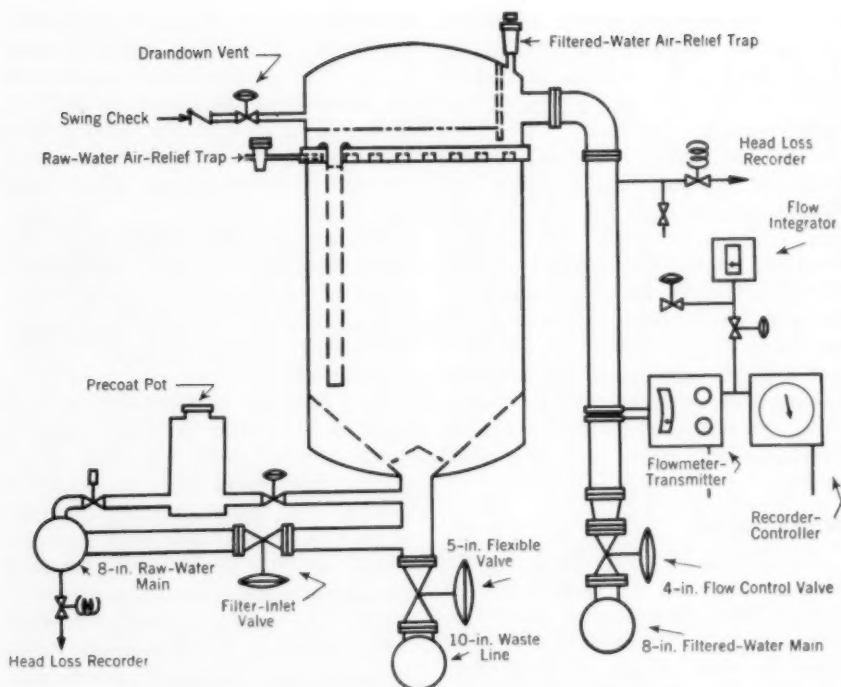 Draindown Vent
Filtered-Water Air-Relief Trap
Swing Check
Raw-Water Air-Relief Trap
Head Loss
Recorder
Flow
Integrator
Precoat Pot
Flowmeter-
Transmitter
Recorder-
Controller
5-in. Flexible
Valve
8-in. Raw-Water
Main
Filter-Inlet
Valve
4-in. Flow Control Valve
10-in. Waste
Line
8-in. Filtered-Water Main
Head Loss Recorder